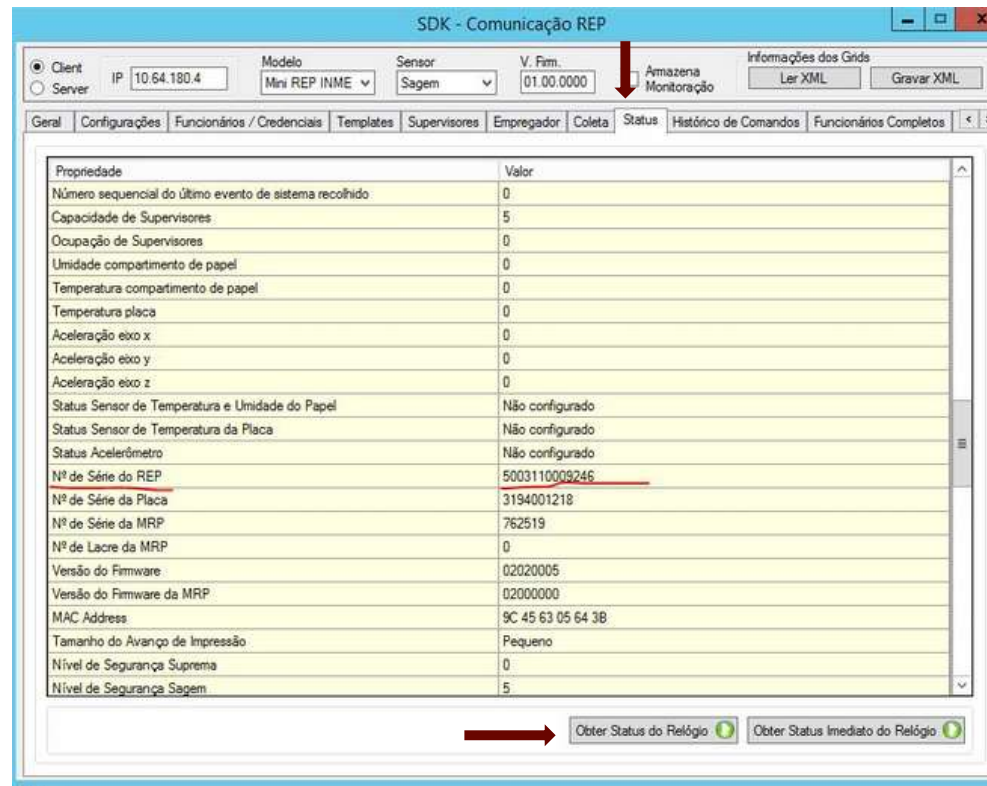 SDK - Comunicação REP
Client
Server
IP 10.64.180.4
Modelo
Mini REP INME
Sensor
Sagem
V. Firm.
01.00.0000
Armazena
Monitoração
Informações dos Grids
Ler XML Gravar XML
Geral Configurações Funcionários / Credenciais Templates Supervisores Empregador Coleta Status Histórico de Comandos Funcionários Completos
Propriedade Valor
Número sequencial do último evento de sistema recolhido 0
Capacidade de Supervisores 5
Ocupação de Supervisores 0
Umidade compartimento de papel 0
Temperatura compartimento de papel 0
Temperatura placa 0
Aceleração eixo x 0
Aceleração eixo y 0
Aceleração eixo z 0
Status Sensor de Temperatura e Umidade do Papel Não configurado
Status Sensor de Temperatura da Placa Não configurado
Status Acelerômetro Não configurado
Nº de Série do REP 5003110009246
Nº de Série da Placa 3194001218
Nº de Série da MRP 762519
Nº de Lacre da MRP 0
Versão do Firmware 02020005
Versão do Firmware da MRP 02000000
MAC Address 9C 45 63 05 64 3B
Tamanho do Avanço de Impressão Pequeno
Nível de Segurança Suprema 0
Nível de Segurança Sagem 5
Obter Status do Relógio Obter Status Imediato do Relógio